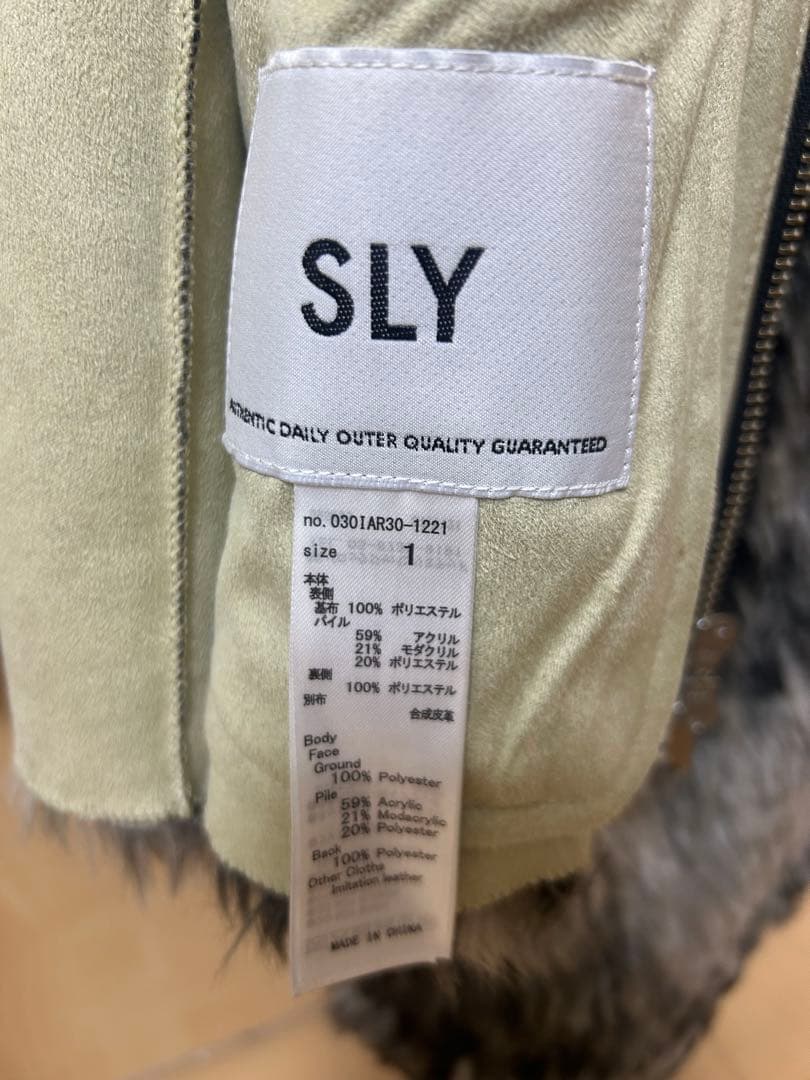 SLY
AUTHENTIC DAILY OUTER QUALITY GUARANTEED
no. 030IAR30-1221
size 1
本体
表側
基布 100% ポリエステル
パイル
59% アクリル
21% モダクリル
20% ポリエステル
裏側
100% ポリエステル
別布
合成皮革
Body
Face
Ground
100% Polyester
Pile
59% Acrylic
21% Modacrylic
20% Polyester
Back
100% Polyester
Other Cloths
Imitation leather
MADE IN CHINA